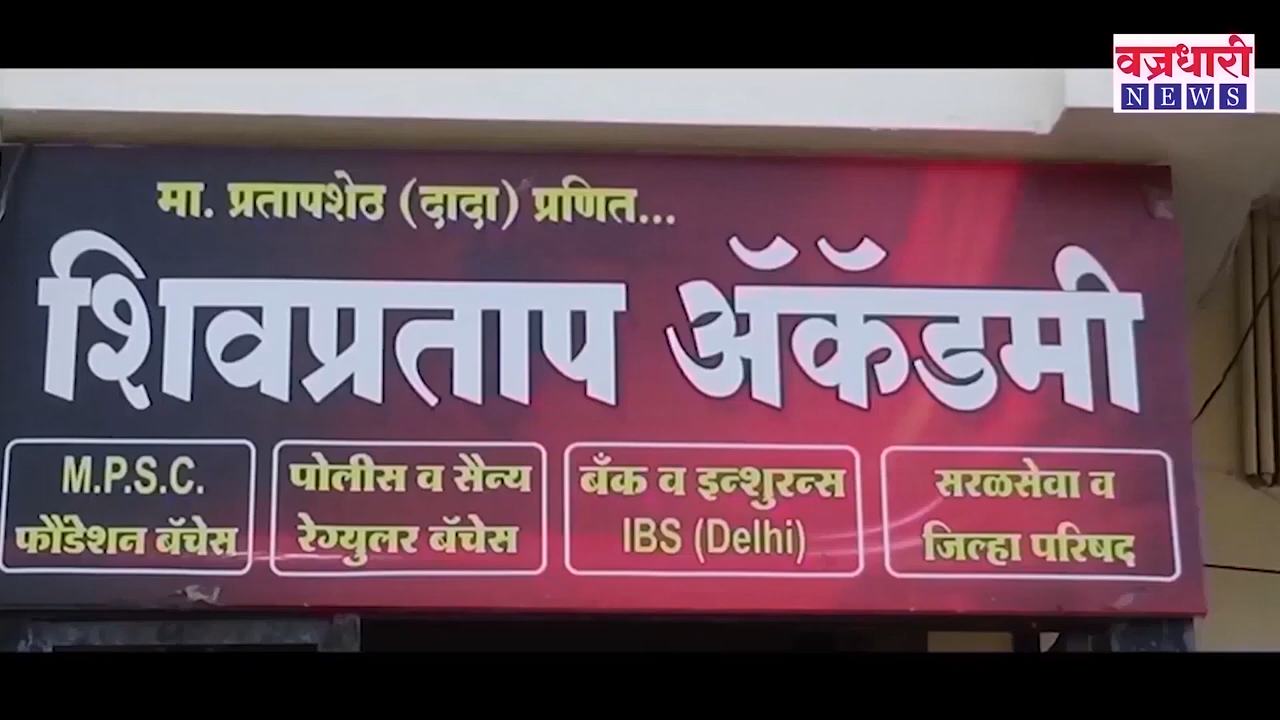 वज्रधारी
NEWS
मा. प्रतापशेठ (दादा) प्रणित...
शिवप्रताप ॲकॅडमी
M.P.S.C.
फौंडेशन बॅचेस
पोलीस व सैन्य
रेग्युलर बॅचेस
बँक व इन्शुरन्स
IBS (Delhi)
सरळसेवा व
जिल्हा परिषद